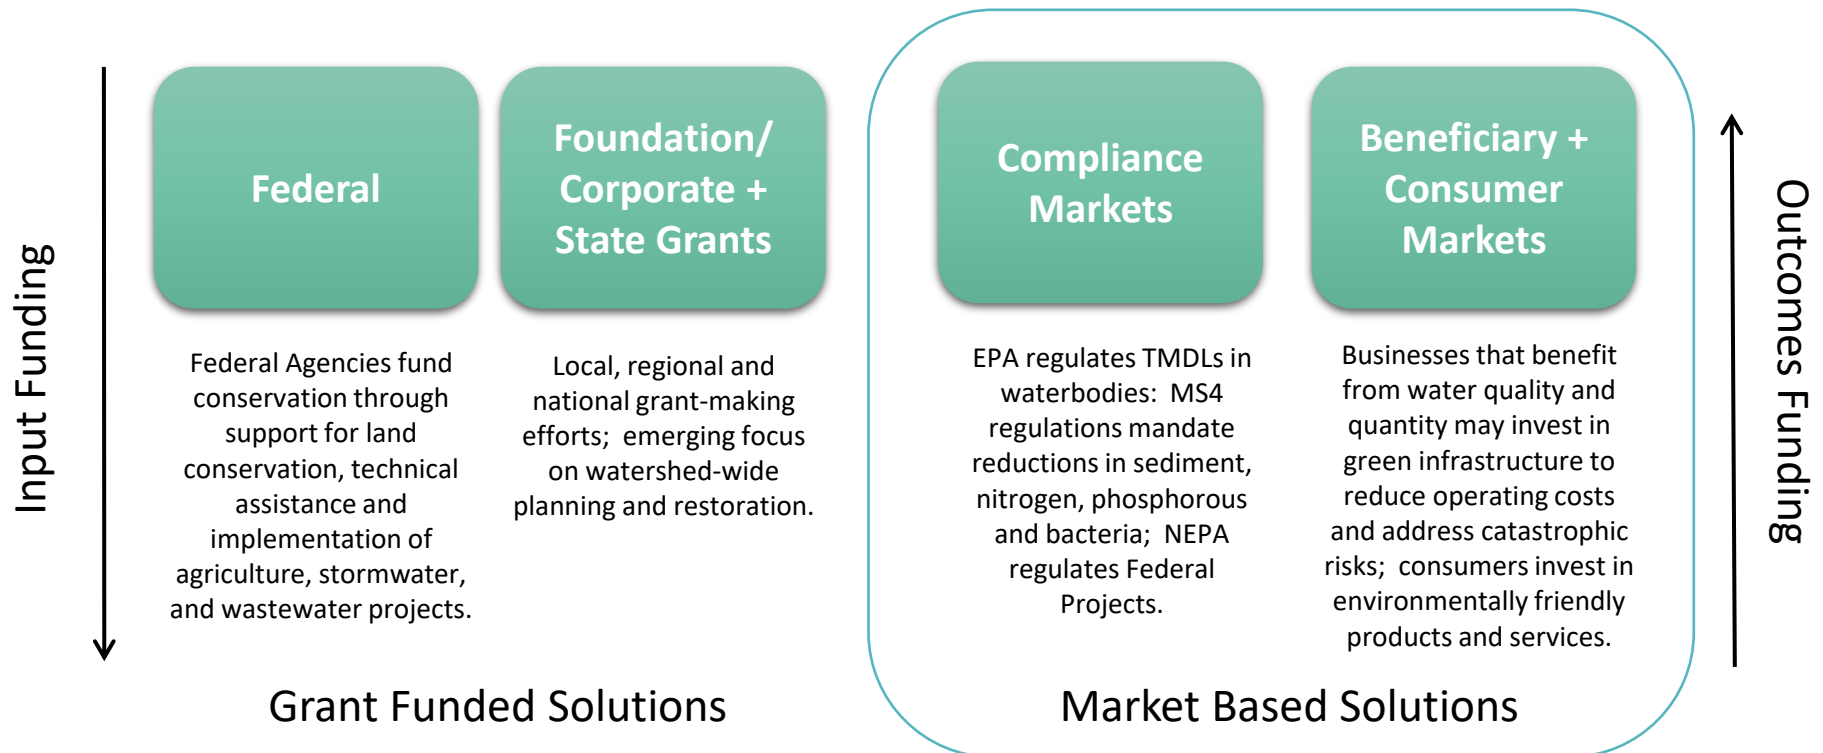 Input Funding
Federal
Federal Agencies fund
conservation through
support for land
conservation, technical
assistance and
implementation of
agriculture, stormwater,
and wastewater projects.
Foundation/
Corporate +
State Grants
Local, regional and
national grant-making
efforts;  emerging focus
on watershed-wide
planning and restoration.
Grant Funded Solutions
Compliance
Markets
EPA regulates TMDLs in
waterbodies:  MS4
regulations mandate
reductions in sediment,
nitrogen, phosphorous
and bacteria;  NEPA
regulates Federal
Projects.
Beneficiary +
Consumer
Markets
Businesses that benefit
from water quality and
quantity may invest in
green infrastructure to
reduce operating costs
and address catastrophic
risks;  consumers invest in
environmentally friendly
products and services.
Market Based Solutions
Outcomes Funding